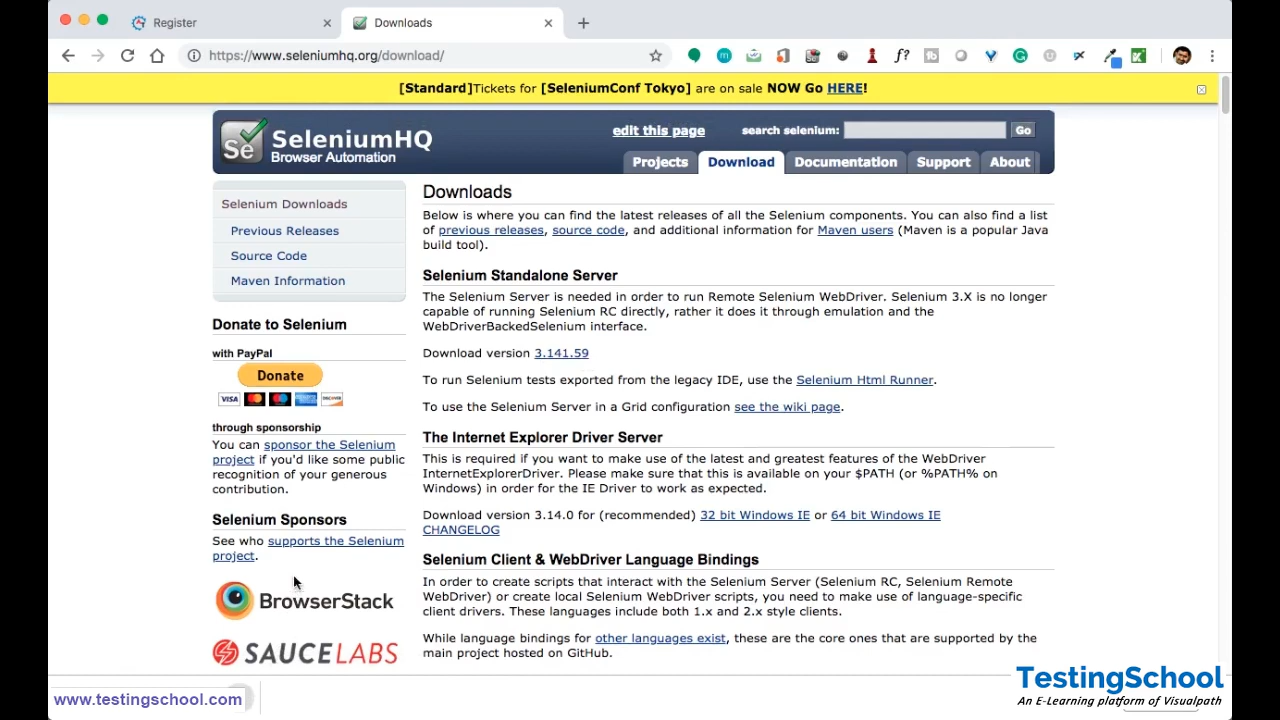 Register
Downloads
https://www.seleniumhq.org/download/
[Standard]Tickets for [SeleniumConf Tokyo] are on sale NOW Go HERE!
Se
SeleniumHQ
Browser Automation
edit this page
search selenium:
Go
Projects
Download
Documentation
Support
About
Selenium Downloads
Previous Releases
Source Code
Maven Information
Donate to Selenium
with PayPal
Donate
VISA
through sponsorship
You can sponsor the Selenium
project if you'd like some public
recognition of your generous
contribution.
Selenium Sponsors
See who supports the Selenium
project.
BrowserStack
SAUCELABS
Downloads
Below is where you can find the latest releases of all the Selenium components. You can also find a list
of previous releases, source code, and additional information for Maven users (Maven is a popular Java
build tool).
Selenium Standalone Server
The Selenium Server is needed in order to run Remote Selenium WebDriver. Selenium 3.X is no longer
capable of running Selenium RC directly, rather it does it through emulation and the
WebDriverBackedSelenium interface.
Download version 3.141.59
To run Selenium tests exported from the legacy IDE, use the Selenium Html Runner.
To use the Selenium Server in a Grid configuration see the wiki page.
The Internet Explorer Driver Server
This is required if you want to make use of the latest and greatest features of the WebDriver
InternetExplorerDriver. Please make sure that this is available on your $PATH (or %PATH% on
Windows) in order for the IE Driver to work as expected.
Download version 3.14.0 for (recommended) 32 bit Windows IE or 64 bit Windows IE
CHANGELOG
Selenium Client & WebDriver Language Bindings
In order to create scripts that interact with the Selenium Server (Selenium RC, Selenium Remote
WebDriver) or create local Selenium WebDriver scripts, you need to make use of language-specific
client drivers. These languages include both 1.x and 2.x style clients.
While language bindings for other languages exist, these are the core ones that are supported by the
main project hosted on GitHub.
www.testingschool.com
TestingSchool
An E-Learning platform of Visualpath